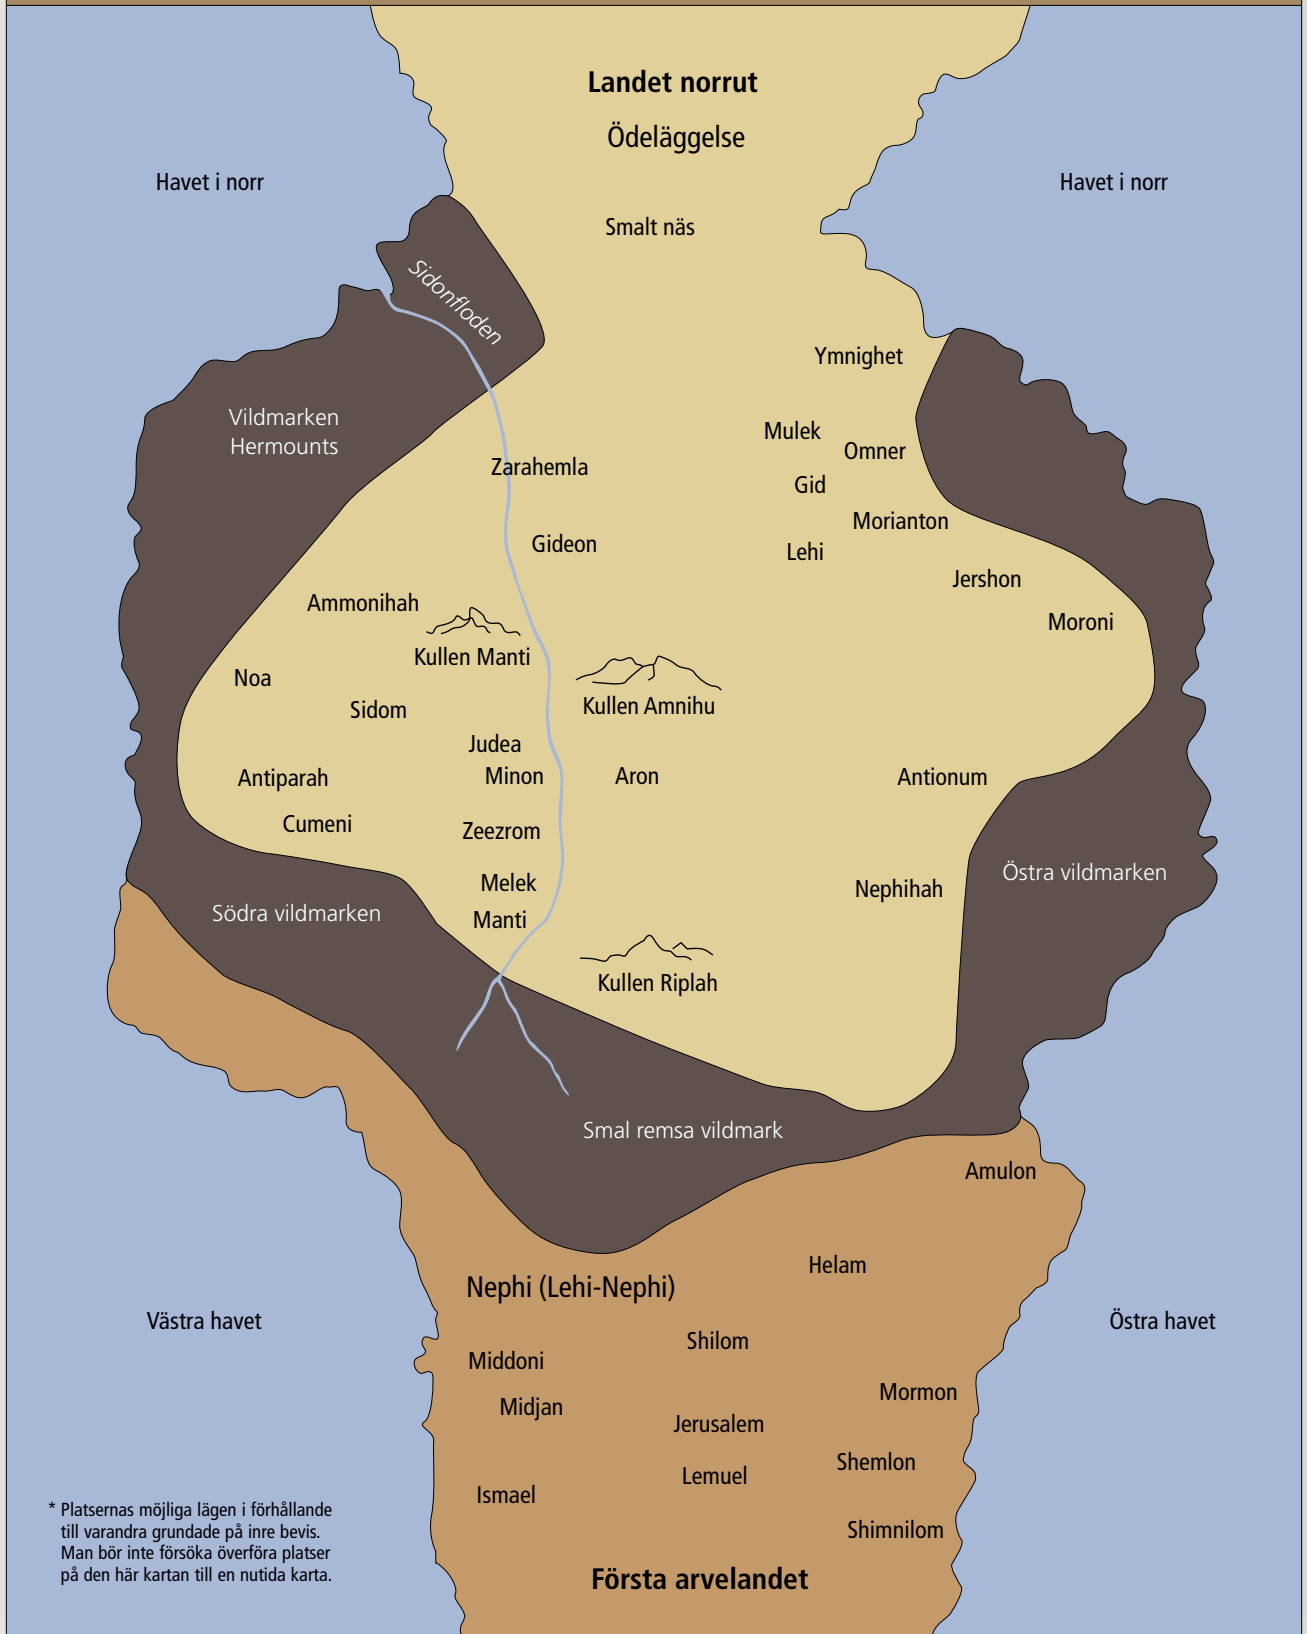 Landet norrut
Ödeläggelse
Havet i norr
Havet i norr
Smalt näs
Sidonfloden
Ymnighet
Vildmarken
Hermounts
Mulek
Omner
Zarahemla
Gid
Morianton
Gideon
Lehi
Jershon
Ammonihah
Moroni
Kullen Manti
Noa
Kullen Amnihu
Sidom
Judea
Antiparah
Minon
Aron
Antionum
Cumeni
Zeezrom
Östra vildmarken
Melek
Nephihah
Södra vildmarken
Manti
Kullen Riplah
Smal remsa vildmark
Amulon
Helam
Nephi (Lehi-Nephi)
Västra havet
Östra havet
Shilom
Middoni
Mormon
Midjan
Jerusalem
Shemlon
Lemuel
Ismael
Shimnilom
* Platsernas möjliga lägen i förhållande
till varandra grundade på inre bevis.
Man bör inte försöka överföra platser
på den här kartan till en nutida karta.
Första arvelandet